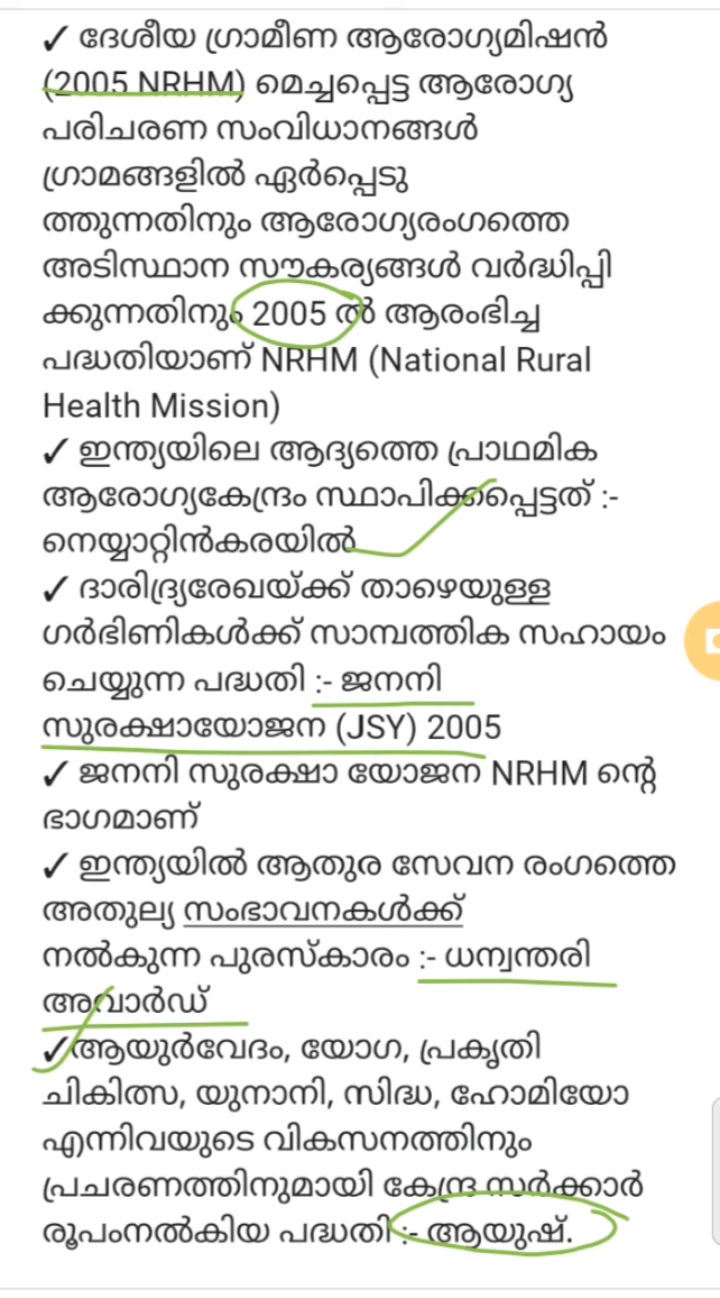 ✓ ദേശീയ ഗ്രാമീണ ആരോഗ്യമിഷൻ
(2005 NRHM) മെച്ചപ്പെട്ട ആരോഗ്യ
പരിചരണ സംവിധാനങ്ങൾ
ഗ്രാമങ്ങളിൽ ഏർപ്പെടു
ത്തുന്നതിനും ആരോഗ്യരംഗത്തെ
അടിസ്ഥാന സൗകര്യങ്ങൾ വർദ്ധിപ്പി
ക്കുന്നതിനും 2005 ൽ ആരംഭിച്ച
പദ്ധതിയാണ് NRHM (National Rural
Health Mission)
✓ ഇന്ത്യയിലെ ആദ്യത്തെ പ്രാഥമിക
ആരോഗ്യകേന്ദ്രം സ്ഥാപിക്കപ്പെട്ടത് :-
നെയ്യാറ്റിൻകരയിൽ
✓ ദാരിദ്ര്യരേഖയ്ക്ക് താഴെയുള്ള
ഗർഭിണികൾക്ക് സാമ്പത്തിക സഹായം
ചെയ്യുന്ന പദ്ധതി :- ജനനി
സുരക്ഷായോജന (JSY) 2005
✓ ജനനി സുരക്ഷാ യോജന NRHM ന്റെ
ഭാഗമാണ്
✓ ഇന്ത്യയിൽ ആതുര സേവന രംഗത്തെ
അതുല്യ സംഭാവനകൾക്ക്
നൽകുന്ന പുരസ്കാരം :- ധന്വന്തരി
അവാർഡ്
✓ആയുർവേദം, യോഗ, പ്രകൃതി
ചികിത്സ, യുനാനി, സിദ്ധ, ഹോമിയോ
എന്നിവയുടെ വികസനത്തിനും
പ്രചരണത്തിനുമായി കേന്ദ്ര സർക്കാർ
രൂപംനൽകിയ പദ്ധതി :- ആയുഷ്.